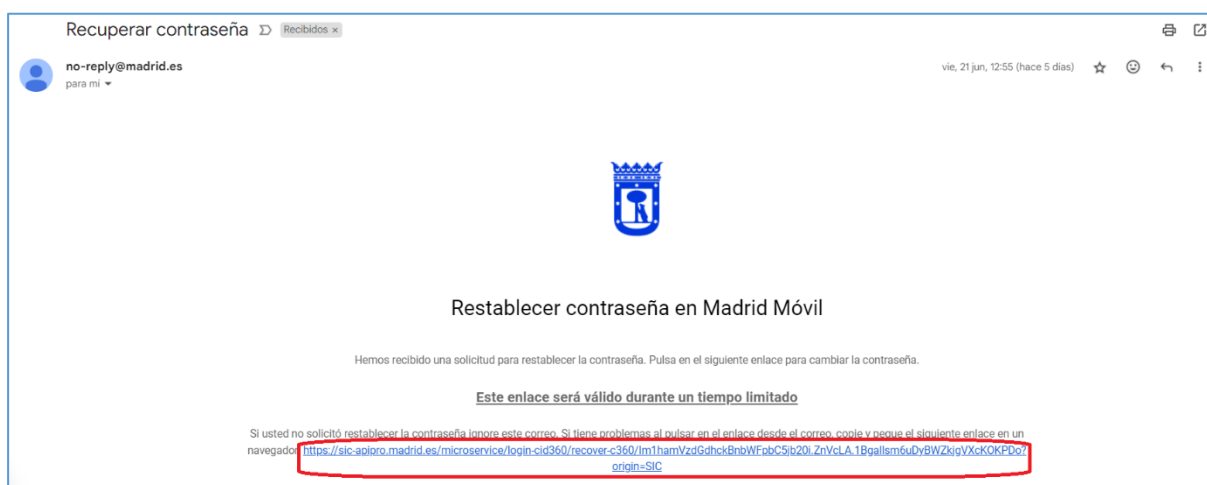 Recuperar contraseña Recibidos ×
no-reply@madrid.es vie, 21 jun, 12:55 (hace 5 días)
para mí
Restablecer contraseña en Madrid Móvil
Hemos recibido una solicitud para restablecer la contraseña. Pulsa en el siguiente enlace para cambiar la contraseña.
Este enlace será válido durante un tiempo limitado
Si usted no solicitó restablecer la contraseña ignore este correo. Si tiene problemas al pulsar en el enlace desde el correo, copie y pegue el siguiente enlace en un
navegador https://sic-apipro.madrid.es/microservice/login-cid360/recover-c360/Im1hamVzdGdhckBnbWFpbC5jb20i.ZnVcLA.1BgaIlsm6uDyBWZkjgVXcKOKPDo?
origin=SIC